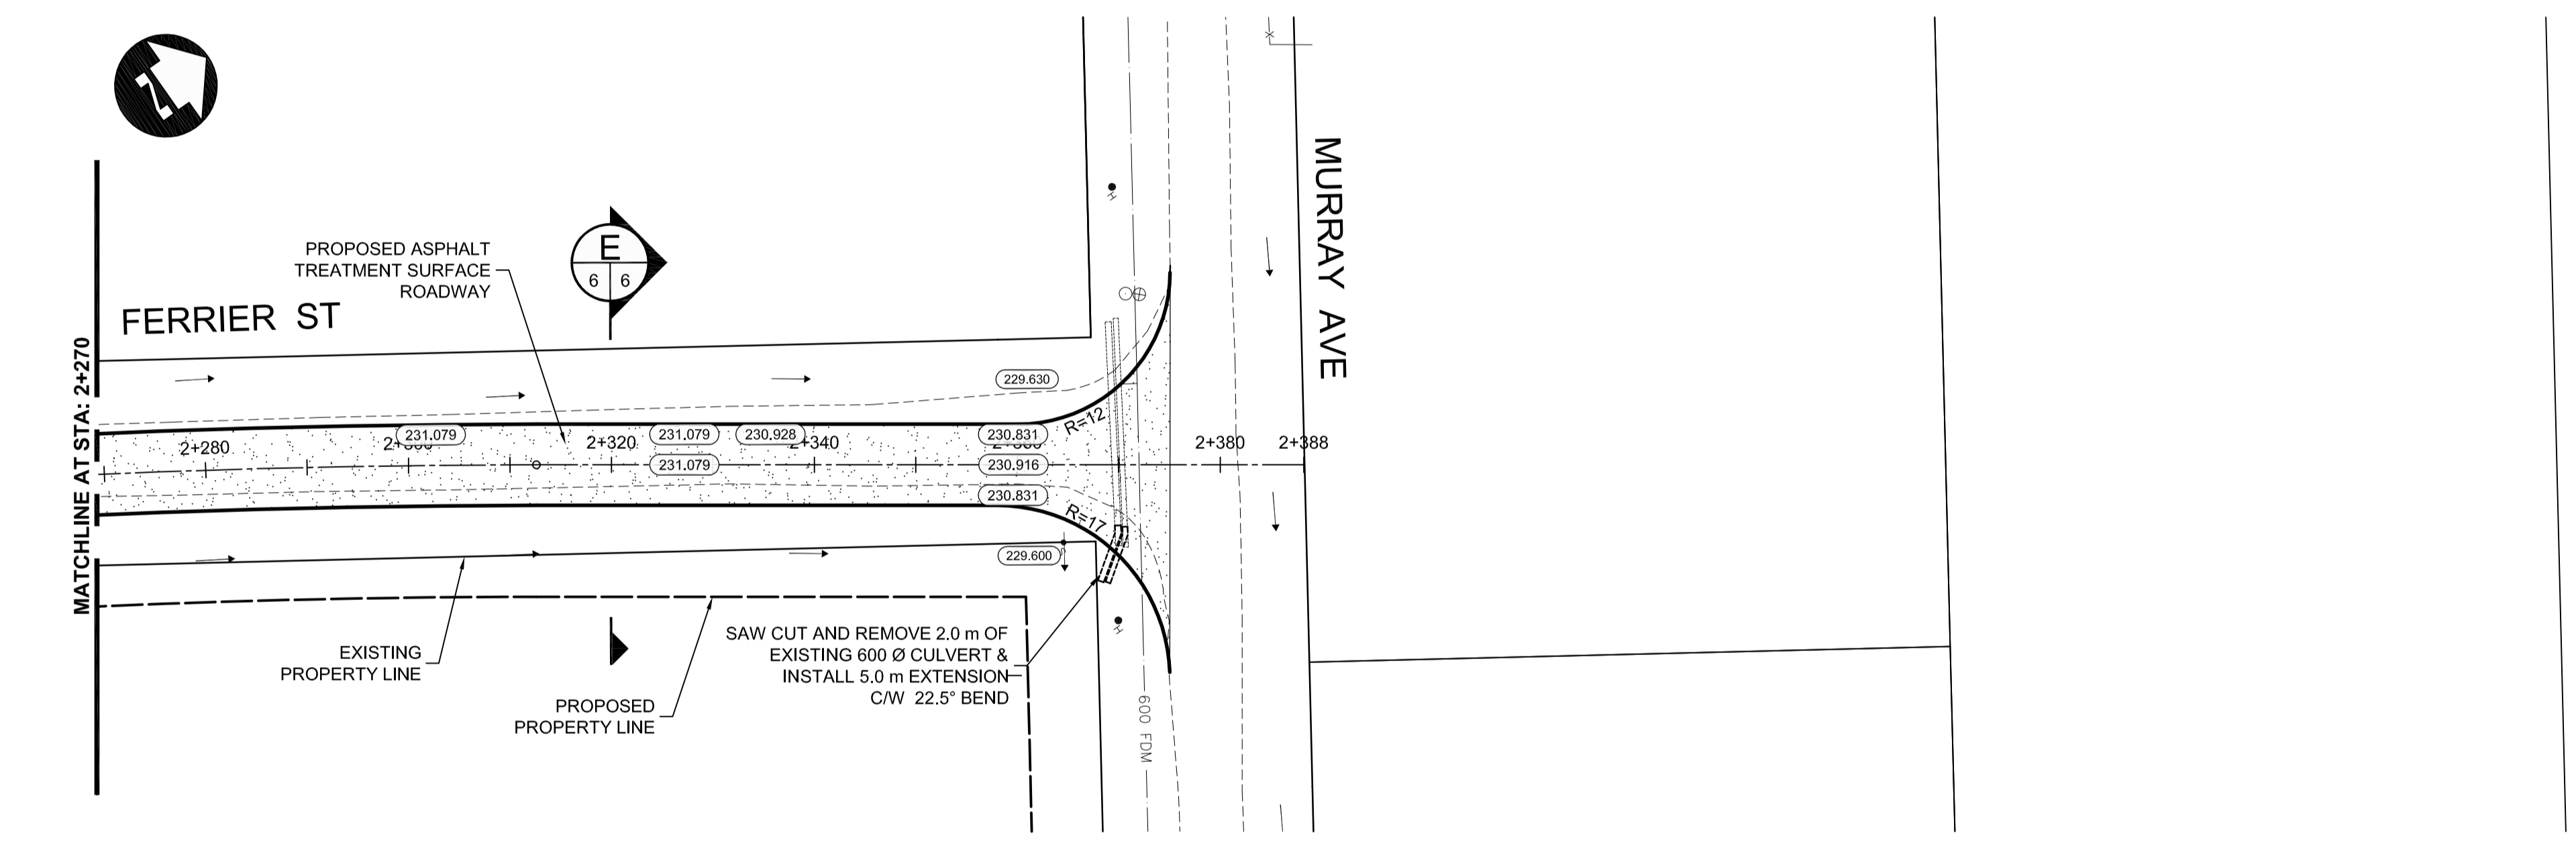 PROPOSED ASPHALT
TREATMENT SURFACE
ROADWAY
E
6 6
FERRIER ST
MURRAY AVE
MATCHLINE AT STA: 2+270
229.630
R=12
2+280
231.079
2+320
231.079
230.928
2+340
230.831
2+380
2+388
231.079
230.916
230.831
R=17
229.600
EXISTING
PROPERTY LINE
PROPOSED
PROPERTY LINE
SAW CUT AND REMOVE 2.0 m OF
EXISTING 600 Ø CULVERT &
INSTALL 5.0 m EXTENSION
C/W 22.5° BEND
H
H
600 FDM